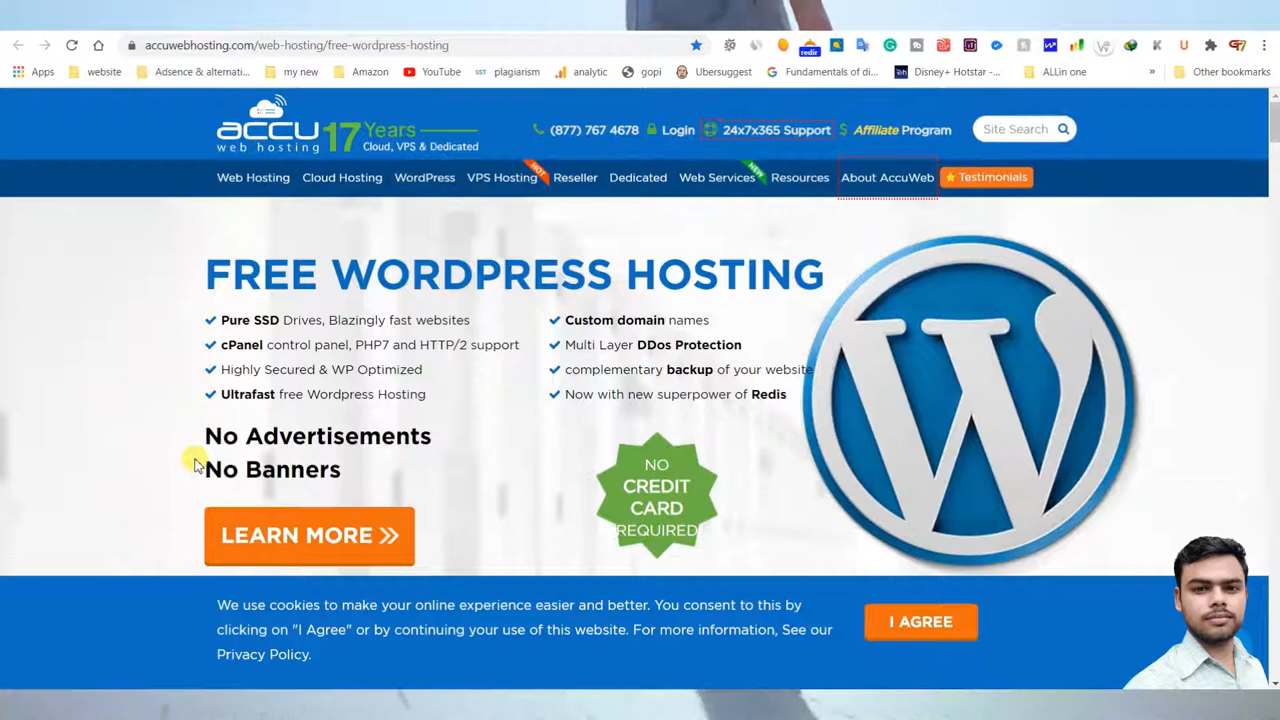 accuwebhosting.com/web-hosting/free-wordpress-hosting
redir
Apps website Adsence & alternati... my new Amazon YouTube SST plagiarism analytic gopi Ubersuggest Fundamentals of di... Disney+ Hotstar -... ALLin one » Other bookmarks
accu 17 Years
web hosting Cloud, VPS & Dedicated
(877) 767 4678 Login 24x7x365 Support $ Affiliate Program Site Search
HOT
NEW
Web Hosting Cloud Hosting WordPress VPS Hosting Reseller Dedicated Web Services Resources About AccuWeb Testimonials
FREE WORDPRESS HOSTING
Pure SSD Drives, Blazingly fast websites
cPanel control panel, PHP7 and HTTP/2 support
Highly Secured & WP Optimized
Ultrafast free Wordpress Hosting
Custom domain names
Multi Layer DDos Protection
complementary backup of your website
Now with new superpower of Redis
No Advertisements
No Banners
NO
CREDIT
CARD
REQUIRED
LEARN MORE »
We use cookies to make your online experience easier and better. You consent to this by
clicking on "I Agree" or by continuing your use of this website. For more information, See our
Privacy Policy.
I AGREE